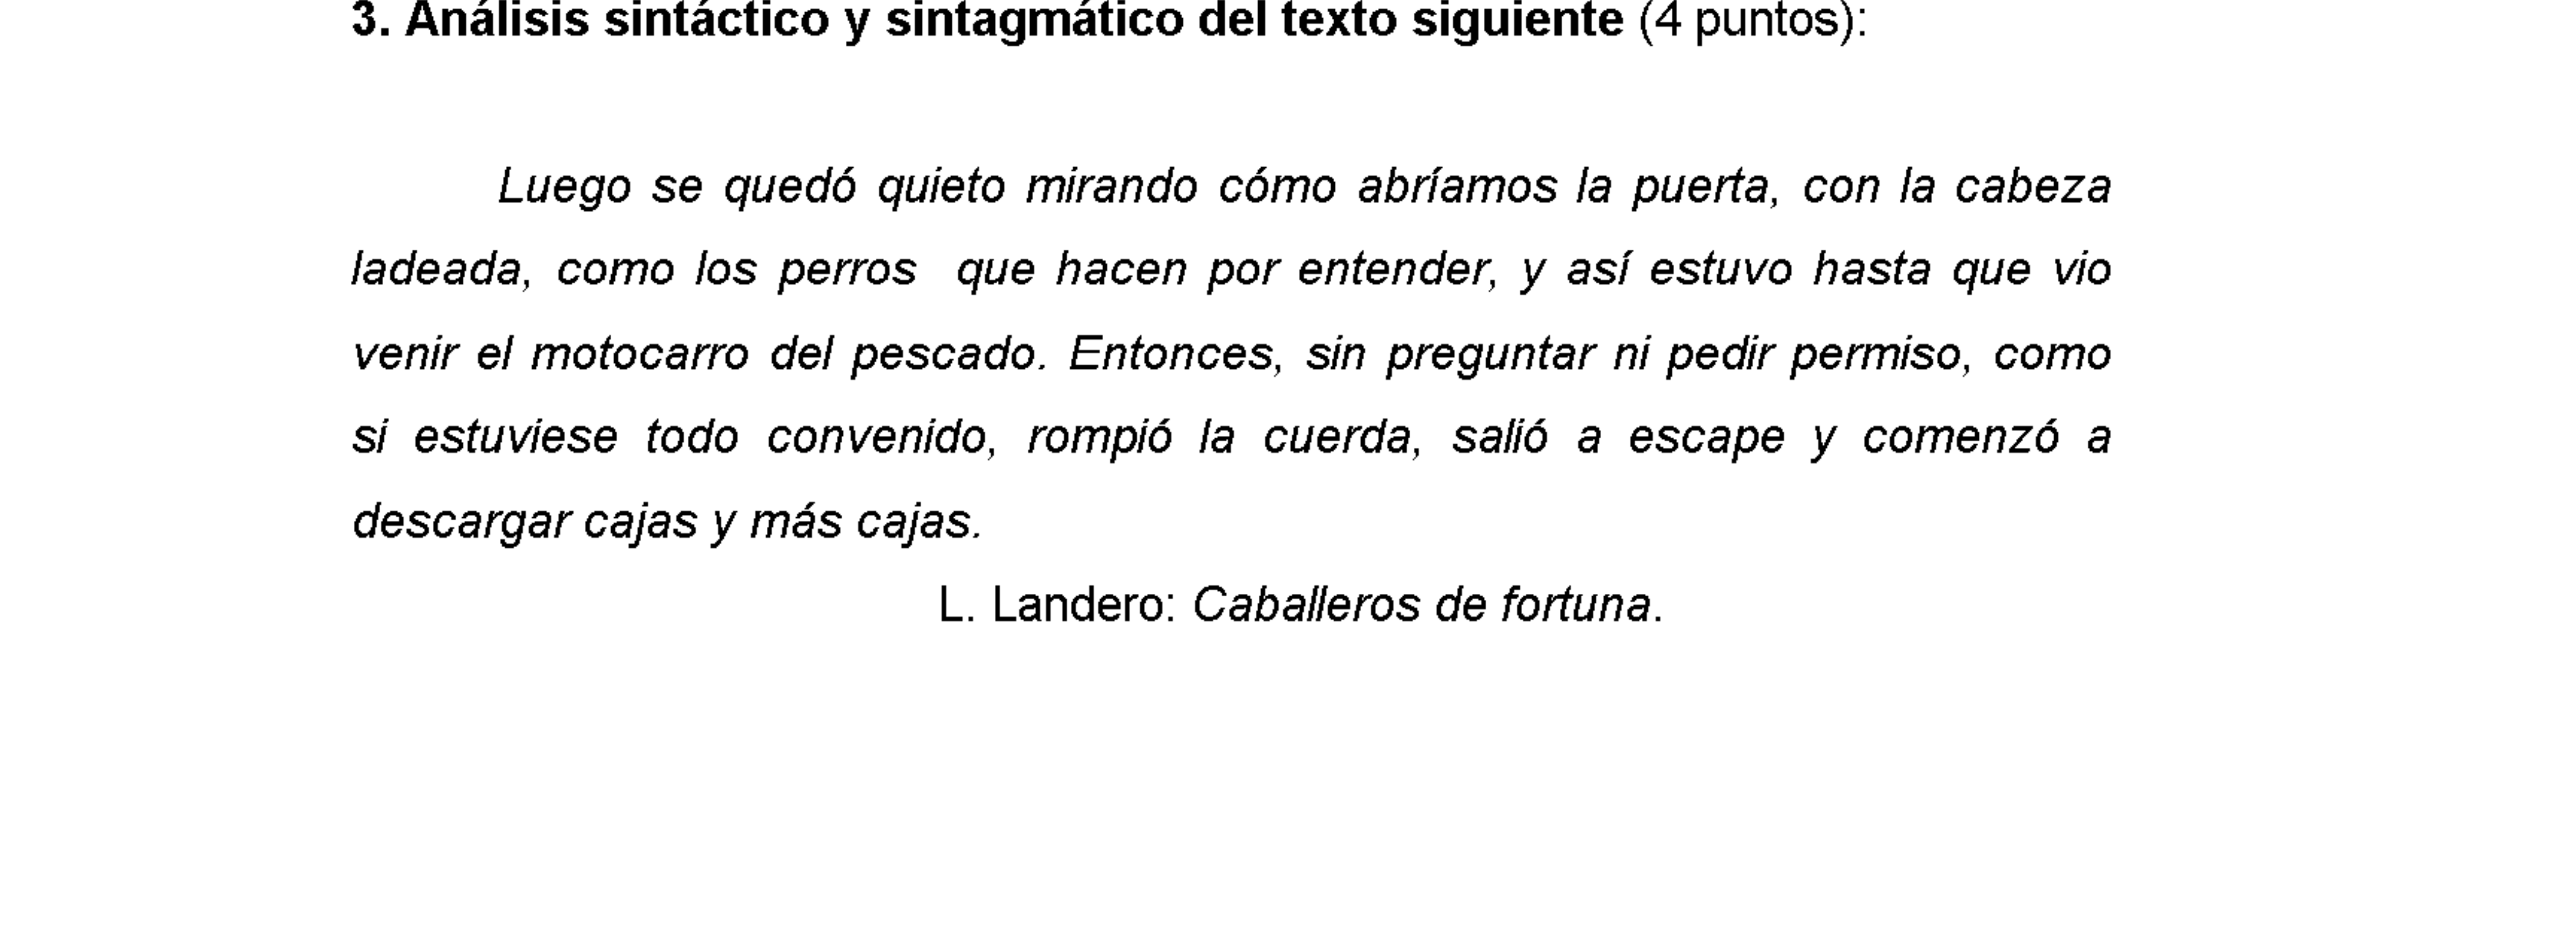 3. Análisis sintáctico y sintagmático del texto siguiente (4 puntos):
Luego se quedó quieto mirando cómo abríamos la puerta, con la cabeza
ladeada, como los perros que hacen por entender, y así estuvo hasta que vio
venir el motocarro del pescado. Entonces, sin preguntar ni pedir permiso, como
si estuviese todo convenido, rompió la cuerda, salió a escape y comenzó a
descargar cajas y más cajas.
L. Landero: Caballeros de fortuna.